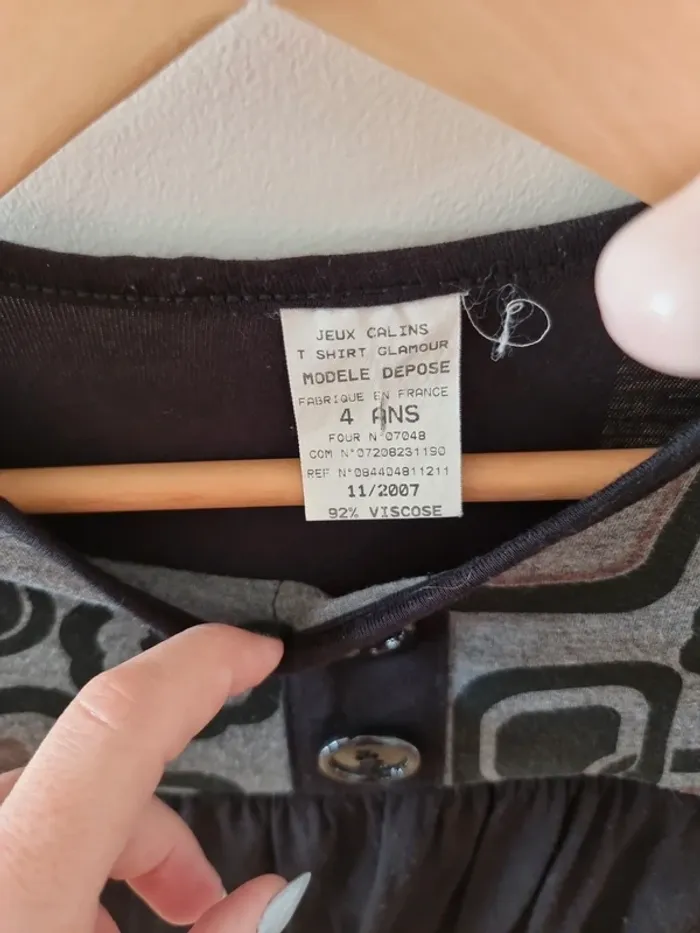 JEUX CALINS
T SHIRT GLAMOUR
MODELE DEPOSE
FABRIQUE EN FRANCE
4 ANS
FOUR N°07048
COM N°07208231190
REF N°084404811211
11/2007
92% VISCOSE